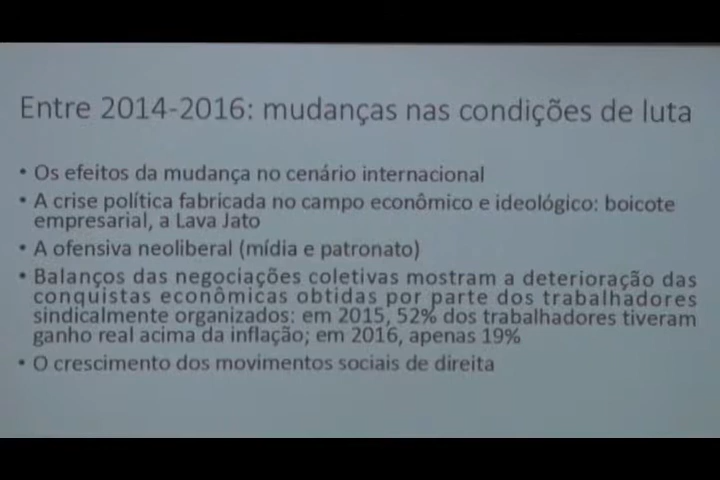 Entre 2014-2016: mudanças nas condições de luta
• Os efeitos da mudança no cenário internacional
• A crise política fabricada no campo econômico e ideológico: boicote
empresarial, a Lava Jato
• A ofensiva neoliberal (mídia e patronato)
• Balanços das negociações coletivas mostram a deterioração das
conquistas econômicas obtidas por parte dos trabalhadores
sindicalmente organizados: em 2015, 52% dos trabalhadores tiveram
ganho real acima da inflação; em 2016, apenas 19%
• O crescimento dos movimentos sociais de direita